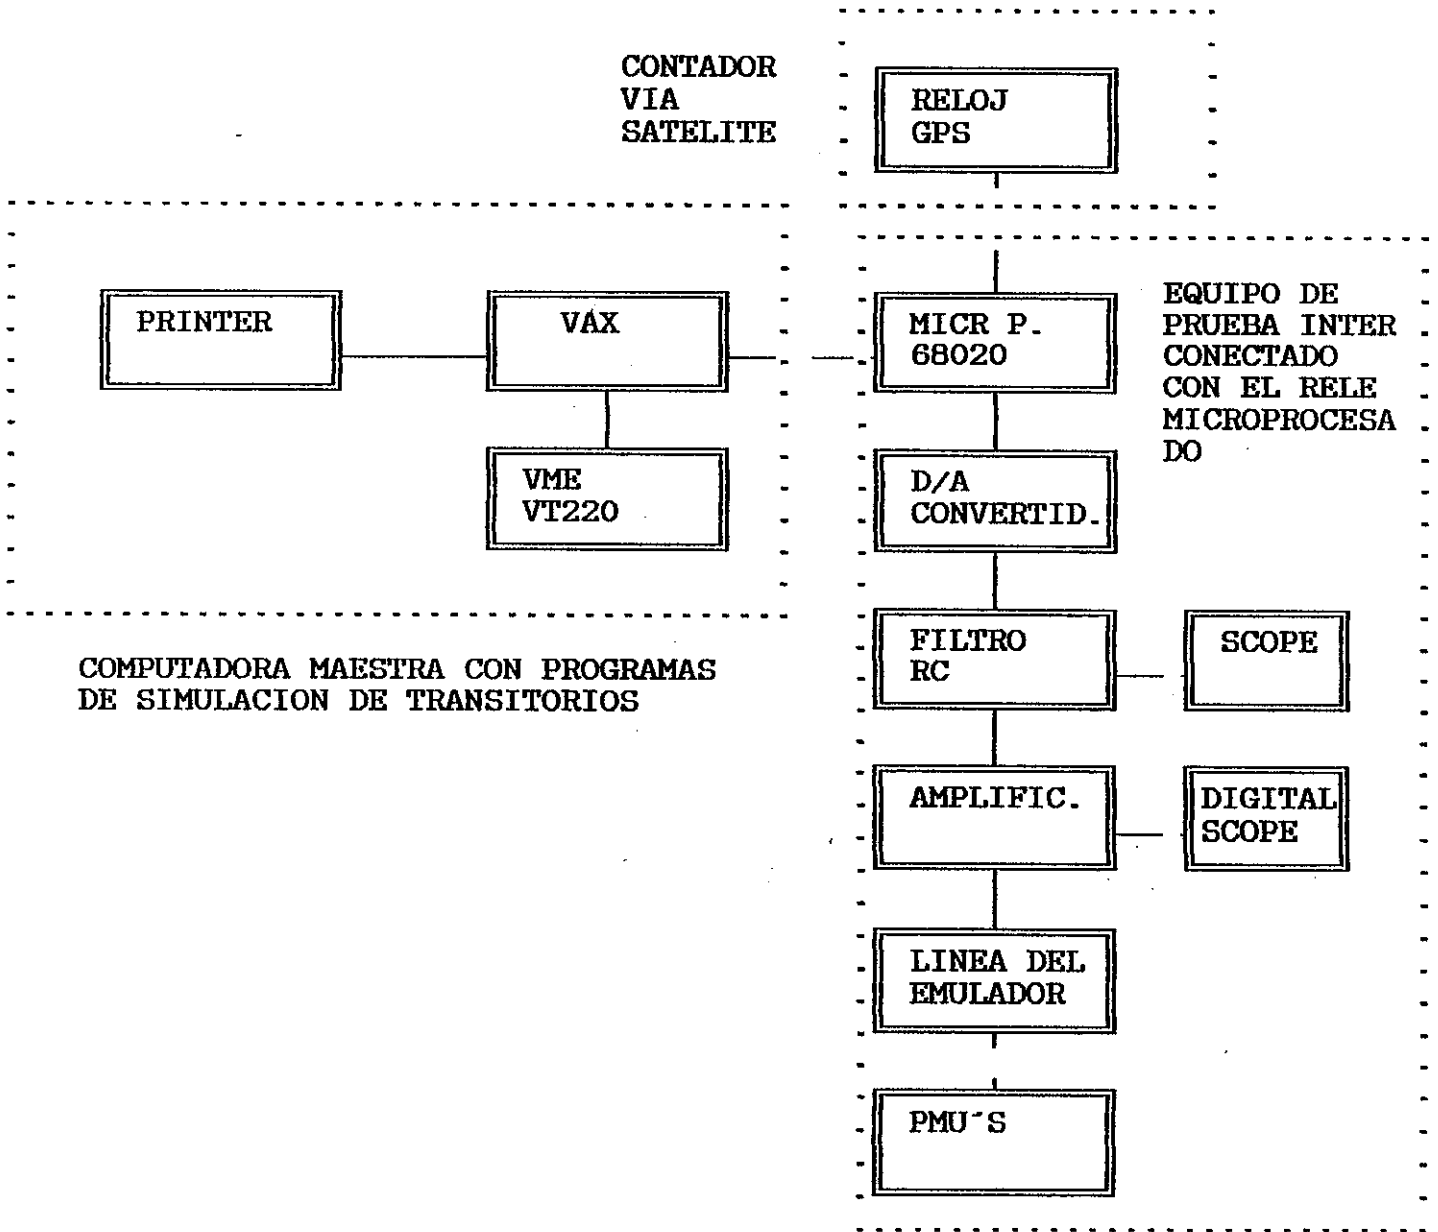 CONTADOR
VIA
SATELITE
RELOJ
GPS
PRINTER
VAX
VME
VT220
COMPUTADORA MAESTRA CON PROGRAMAS
DE SIMULACION DE TRANSITORIOS
MICR P.
68020
EQUIPO DE
PRUEBA INTER
CONECTADO
CON EL RELE
MICROPROCESA
DO
D/A
CONVERTID.
FILTRO
RC
SCOPE
AMPLIFIC.
DIGITAL
SCOPE
LINEA DEL
EMULADOR
PMU´S